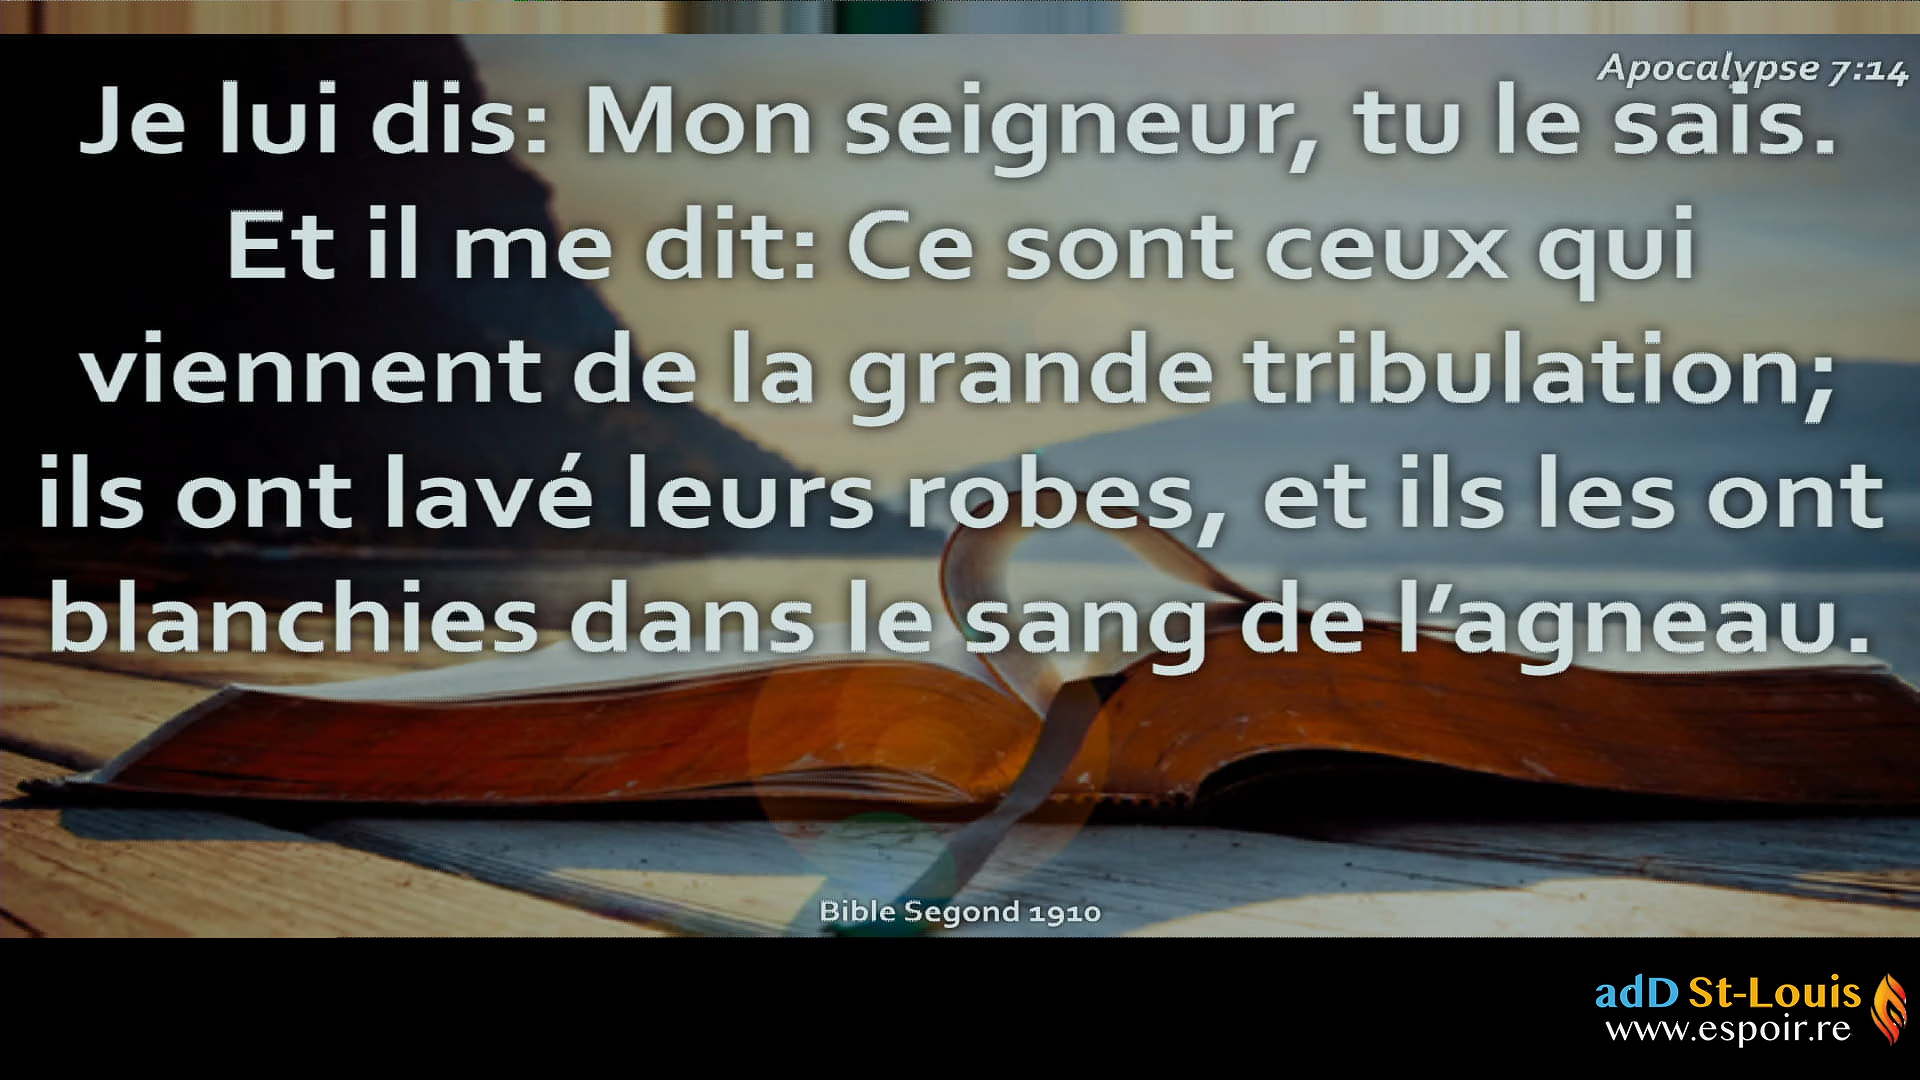 Apocalypse 7:14
Je lui dis: Mon seigneur, tu le sais.
Et il me dit: Ce sont ceux qui
viennent de la grande tribulation;
ils ont lavé leurs robes, et ils les ont
blanchies dans le sang de l’agneau.
Bible Segond 1910
adD St-Louis
www.espoir.re